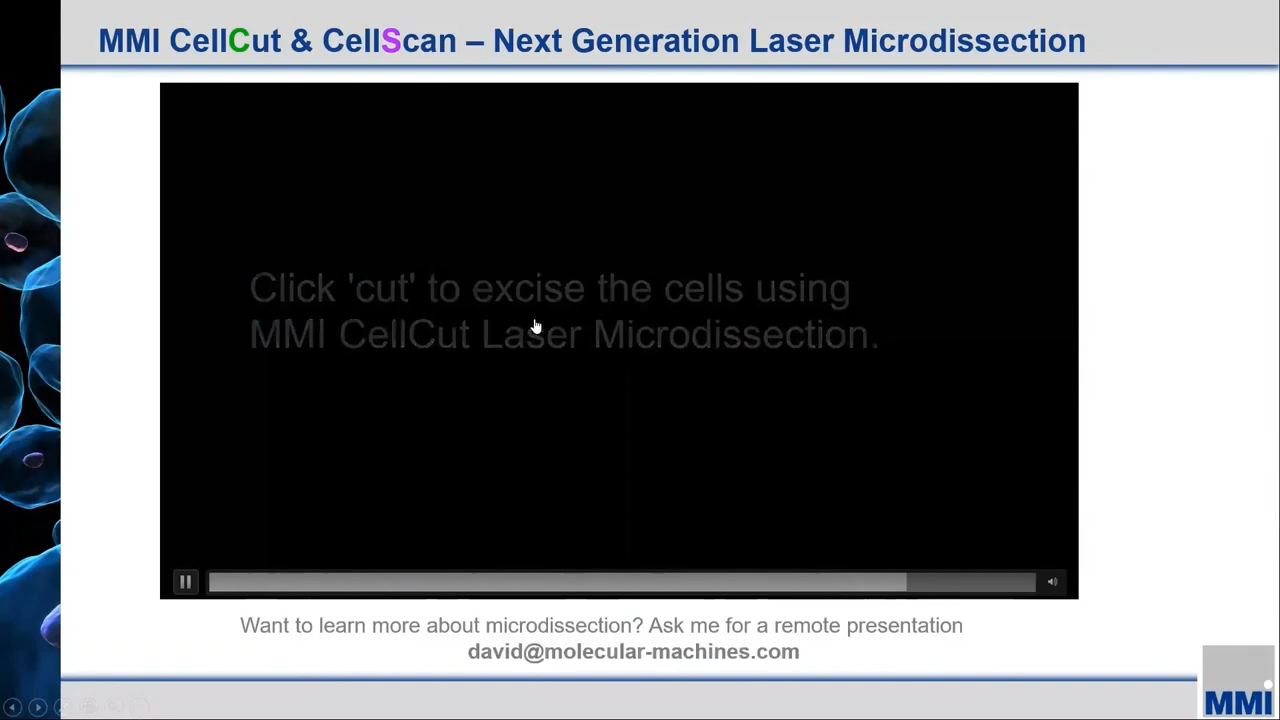 MMI CellCut & CellScan – Next Generation Laser Microdissection
Click 'cut' to excise the cells using
MMI CellCut Laser Microdissection.
Want to learn more about microdissection? Ask me for a remote presentation
david@molecular-machines.com
MMI